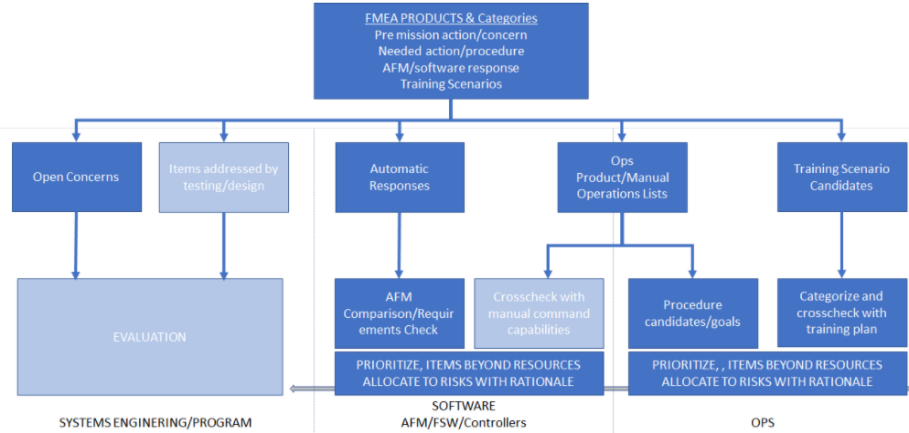 FMEA PRODUCTS & Categories
Pre mission action/concern
Needed action/procedure
AFM/software response
Training Scenarios
Open Concerns
Items addressed by
testing/design
Automatic
Responses
Ops
Product/Manual
Operations Lists
Training Scenario
Candidates
EVALUATION
AFM
Comparison/Requir
ements Check
Crosscheck with
manual command
capabilities
Procedure
candidates/goals
Categorize and
crosscheck with
training plan
PRIORITIZE, ITEMS BEYOND RESOURCES
ALLOCATE TO RISKS WITH RATIONALE
PRIORITIZE, , ITEMS BEYOND RESOURCES
ALLOCATE TO RISKS WITH RATIONALE
SYSTEMS ENGINERING/PROGRAM
SOFTWARE
AFM/FSW/Controllers
OPS